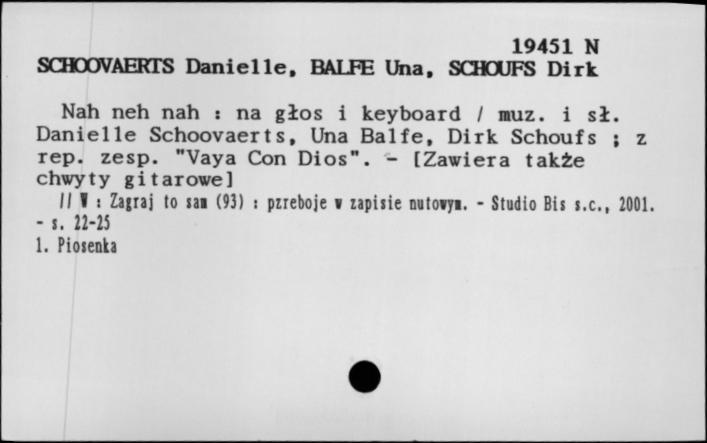 19451 N
SCHOOVAERTS Danielle, BALFE Una, SCHOUFS Dirk
Nah neh nah : na głos i keyboard / muz. i sł.
Danielle Schoovaerts, Una Balfe, Dirk Schoufs ; z
rep. zesp. "Vaya Con Dios". - [Zawiera także
chwyty gitarowe]
// W : Zagraj to sam (93) : pzreboje w zapisie nutowym. - Studio Bis s.c., 2001.
- s. 22-25
1. Piosenka